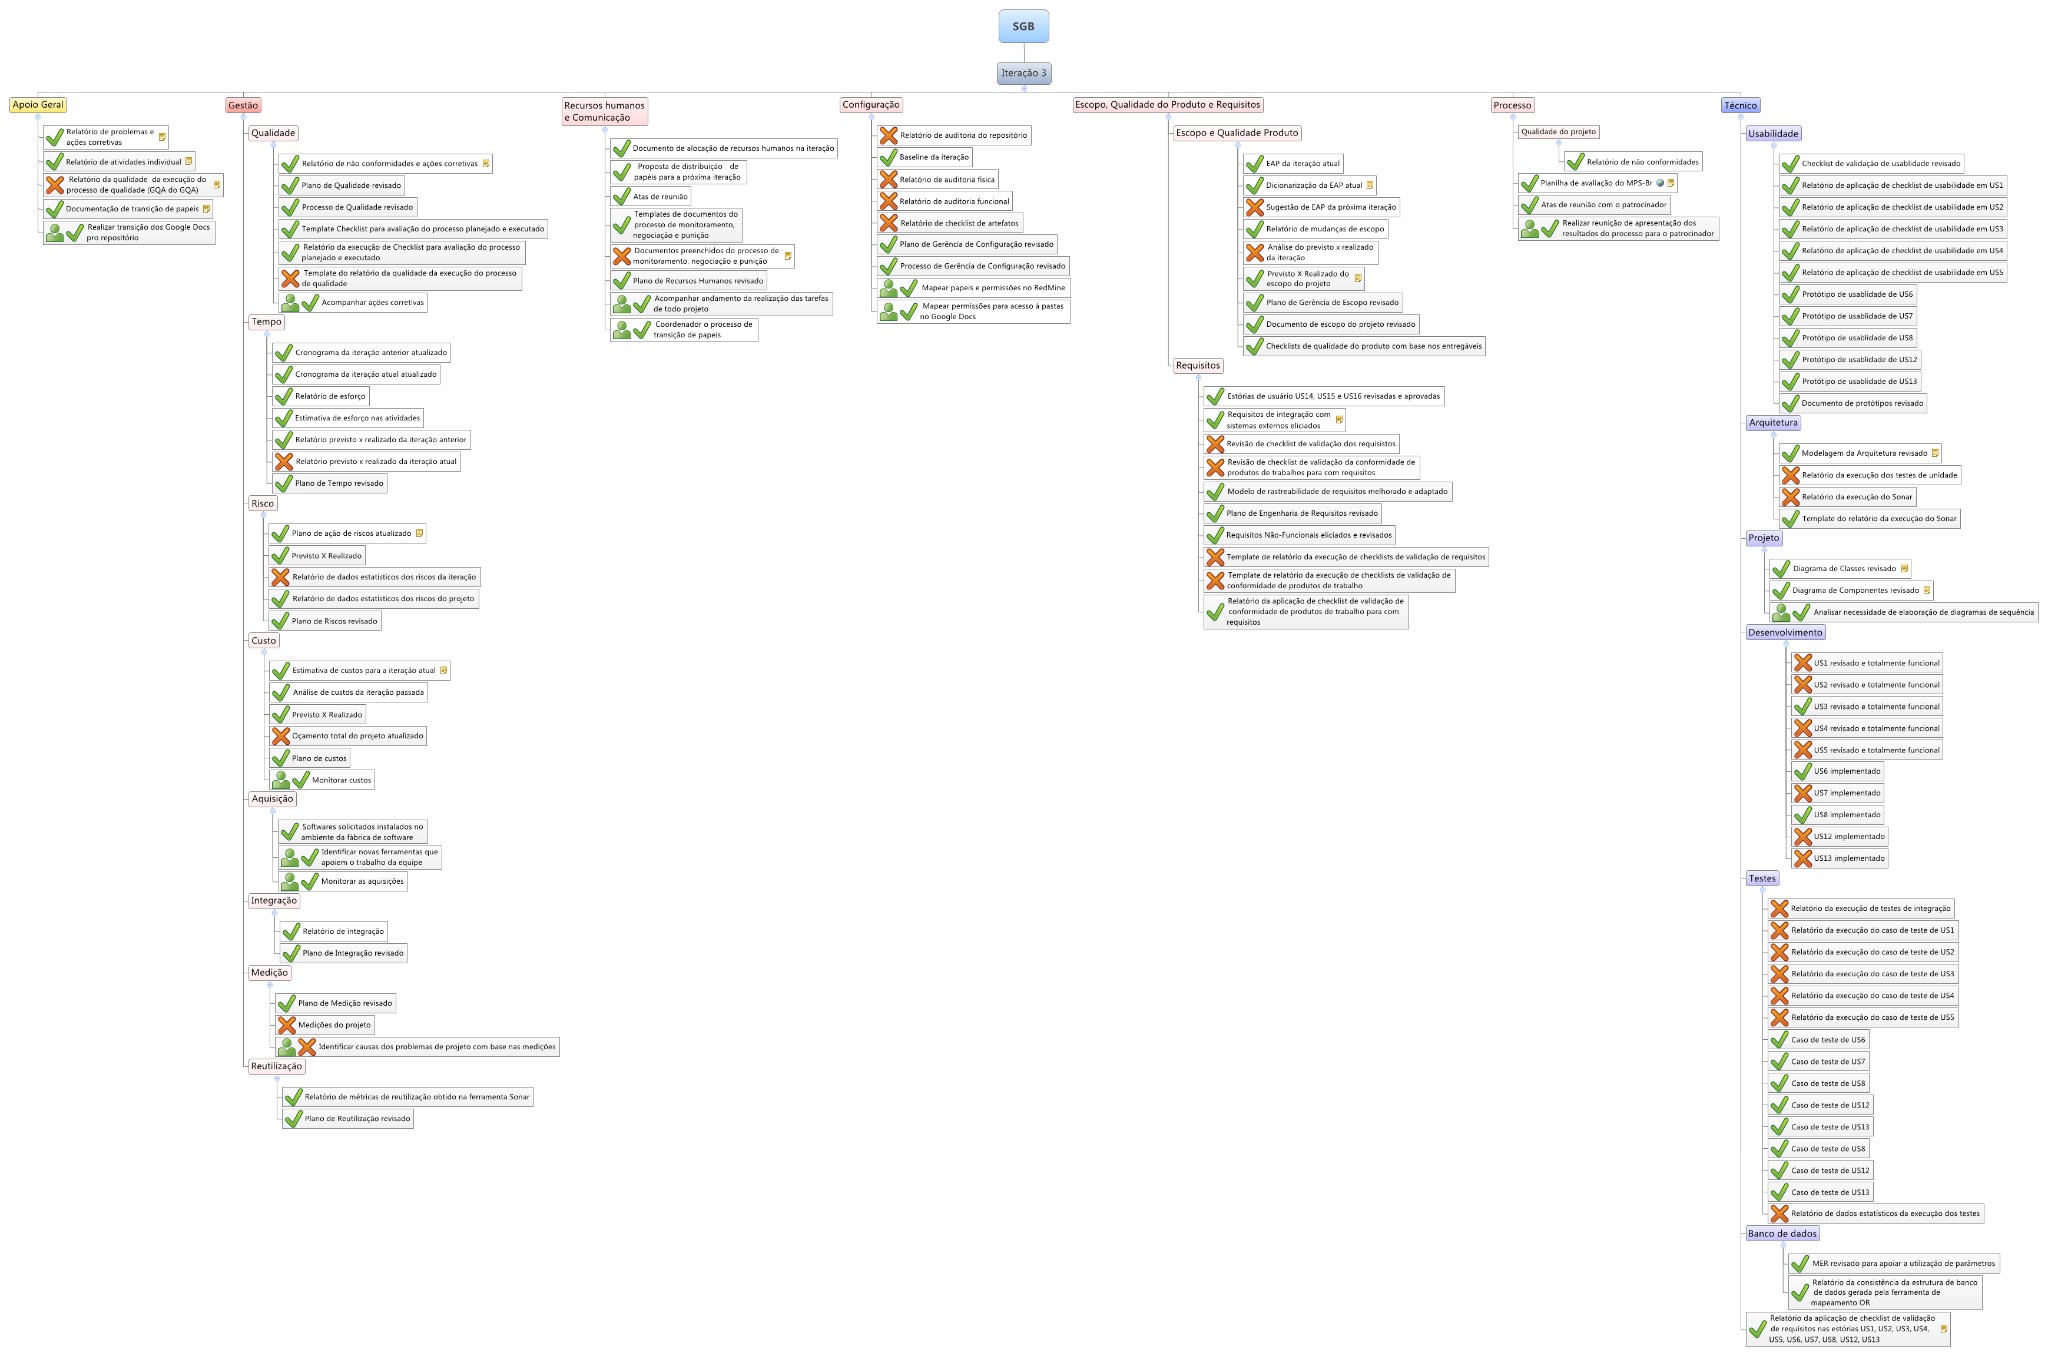 SGB
Iteração 3
Apoio Geral
Relatório de problemas e
ações corretivas
Relatório de atividades individual
Relatório da qualidade da execução do
processo de qualidade (GQA do GQA)
Documentação de transição de papeis
Realizar transição dos Google Docs
pro repositório
Gestão
Qualidade
Relatório de não conformidades e ações corretivas
Plano de Qualidade revisado
Processo de Qualidade revisado
Template Checklist para avaliação do processo planejado e executado
Relatório da execução de Checklist para avaliação do processo
planejado e executado
Template do relatório da qualidade da execução do processo
de qualidade
Acompanhar ações corretivas
Tempo
Cronograma da iteração anterior atualizado
Cronograma da iteração atual atualizado
Relatório de esforço
Estimativa de esforço nas atividades
Relatório previsto x realizado da iteração anterior
Relatório previsto x realizado da iteração atual
Plano de Tempo revisado
Risco
Plano de ação de riscos atualizado
Previsto X Realizado
Relatório de dados estatísticos dos riscos da iteração
Relatório de dados estatísticos dos riscos do projeto
Plano de Riscos revisado
Custo
Estimativa de custos para a iteração atual
Análise de custos da iteração passada
Previsto X Realizado
Oçamento total do projeto atualizado
Plano de custos
Monitorar custos
Aquisição
Softwares solicitados instalados no
ambiente da fábrica de software
Identificar novas ferramentas que
apoiem o trabalho da equipe
Monitorar as aquisições
Integração
Relatório de integração
Plano de Integração revisado
Medição
Plano de Medição revisado
Medições do projeto
Identificar causas dos problemas de projeto com base nas medições
Reutilização
Relatório de métricas de reutilização obtido na ferramenta Sonar
Plano de Reutilização revisado
Recursos humanos
e Comunicação
Documento de alocação de recursos humanos na iteração
Proposta de distribuição de
papéis para a próxima iteração
Atas de reunião
Templates de documentos do
processo de monitoramento,
negociação e punição
Documentos preenchidos do processo de
monitoramento, negociação e punição
Plano de Recursos Humanos revisado
Acompanhar andamento da realização das tarefas
de todo projeto
Coordenador o processo de
transição de papeis
Configuração
Relatório de auditoria do repositório
Baseline da iteração
Relatório de auditoria física
Relatório de auditoria funcional
Relatório de checklist de artefatos
Plano de Gerência de Configuração revisado
Processo de Gerência de Configuração revisado
Mapear papeis e permissões no RedMine
Mapear permissões para acesso á pastas
no Google Docs
Escopo, Qualidade do Produto e Requisitos
Escopo e Qualidade Produto
EAP da iteração atual
Dicionarização da EAP atual
Sugestão de EAP da próxima iteração
Relatório de mudanças de escopo
Análise do previsto x realizado
da iteração
Previsto X Realizado do
escopo do projeto
Plano de Gerência de Escopo revisado
Documento de escopo do projeto revisado
Checklists de qualidade do produto com base nos entregáveis
Requisitos
Estórias de usuário US14, US15 e US16 revisadas e aprovadas
Requisitos de integração com
sistemas externos eliciados
Revisão de checklist de validação dos requisistos
Revisão de checklist de validação da conformidade de
produtos de trabalhos para com requisitos
Modelo de rastreabilidade de requisitos melhorado e adaptado
Plano de Engenharia de Requisitos revisado
Requisitos Não-Funcionais eliciados e revisados
Template de relatório da execução de checklists de validação de requisitos
Template de relatório da execução de checklists de validação de
conformidade de produtos de trabalho
Relatório da aplicação de checklist de validação de
conformidade de produtos de trabalho para com
requisitos
Processo
Qualidade do projeto
Relatório de não conformidades
Planilha de avaliação do MPS-Br
Atas de reunião com o patrocinador
Realizar reunião de apresentação dos
resultados do processo para o patrocinador
Técnico
Usabilidade
Checklist de validação de usablidade revisado
Relatório de aplicação de checklist de usabilidade em US1
Relatório de aplicação de checklist de usabilidade em US2
Relatório de aplicação de checklist de usabilidade em US3
Relatório de aplicação de checklist de usabilidade em US4
Relatório de aplicação de checklist de usabilidade em US5
Protótipo de usablidade de US6
Protótipo de usablidade de US7
Protótipo de usablidade de US8
Protótipo de usablidade de US12
Protótipo de usablidade de US13
Documento de protótipos revisado
Arquitetura
Modelagem da Arquitetura revisado
Relatório da execução dos testes de unidade
Relatório da execução do Sonar
Template do relatório da execução do Sonar
Projeto
Diagrama de Classes revisado
Diagrama de Componentes revisado
Analisar necessidade de elaboração de diagramas de sequência
Desenvolvimento
US1 revisado e totalmente funcional
US2 revisado e totalmente funcional
US3 revisado e totalmente funcional
US4 revisado e totalmente funcional
US5 revisado e totalmente funcional
US6 implementado
US7 implementado
US8 implementado
US12 implementado
US13 implementado
Testes
Relatório da execução de testes de integração
Relatório da execução do caso de teste de US1
Relatório da execução do caso de teste de US2
Relatório da execução do caso de teste de US3
Relatório da execução do caso de teste de US4
Relatório da execução do caso de teste de US5
Caso de teste de US6
Caso de teste de US7
Caso de teste de US8
Caso de teste de US12
Caso de teste de US13
Caso de teste de US8
Caso de teste de US12
Caso de teste de US13
Relatório de dados estatísticos da execução dos testes
Banco de dados
MER revisado para apoiar a utilização de parâmetros
Relatório da consistência da estrutura de banco
de dados gerada pela ferramenta de
mapeamento OR
Relatório da aplicação de checklist de validação
de requisitos nas estórias US1, US2, US3, US4,
US5, US6, US7, US8, US12, US13